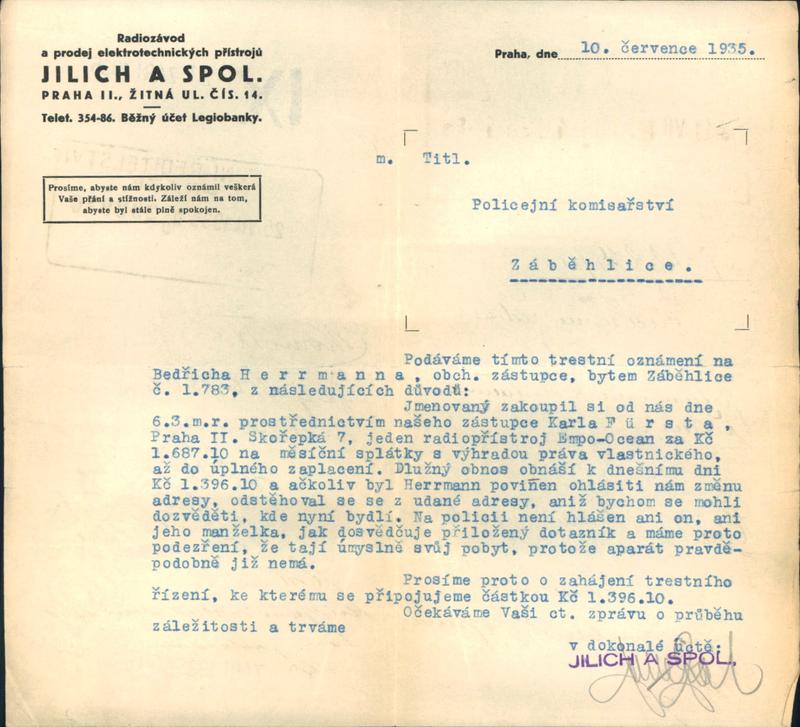 Radiozávod
a prodej elektrotechnických přístrojů
JILICH A SPOL.
PRAHA II., ŽITNÁ UL. ČÍS. 14.
Telef. 354-86. Běžný účet Legiobanky.
Praha, dne 10. července 1935.
Prosíme, abyste nám kdykoliv oznámil veškerá
Vaše přání a stížnosti. Záleží nám na tom,
abyste byl stále plně spokojen.
m. Titl.
Policejní komisařství
Záběhlice.
Podáváme tímto trestní oznámení na
Bedřicha Herrmanna, obch. zástupce, bytem Záběhlice
č. 1.783, z následujících důvodů:
Jmenovaný zakoupil si od nás dne
6.3.m.r. prostřednictvím našeho zástupce Karla Fürsta,
Praha II. Skořepká 7, jeden radiopřístroj Empo-Ocean za Kč
1.687.10 na měsíční splátky s výhradou práva vlastnického,
až do úplného zaplacení. Dlužný obnos obnáší k dnešnímu dni
Kč 1.396.10 a ačkoliv byl Herrmann povinen ohlásiti nám změnu
adresy, odstěhoval se se z udané adresy, aniž bychom se mohli
dozvěděti, kde nyní bydlí. Na policii není hlášen ani on, ani
jeho manželka, jak dosvědčuje přiložený dotazník a máme proto
podezření, že tají úmyslně svůj pobyt, protože aparát pravdě-
podobně již nemá.
Prosíme proto o zahájení trestního
řízení, ke kterému se připojujeme částkou Kč 1.396.10.
Očekáváme Vaši ct. zprávu o průběhu
záležitosti a trváme
v dokonalé úctě:
JILICH A SPOL.